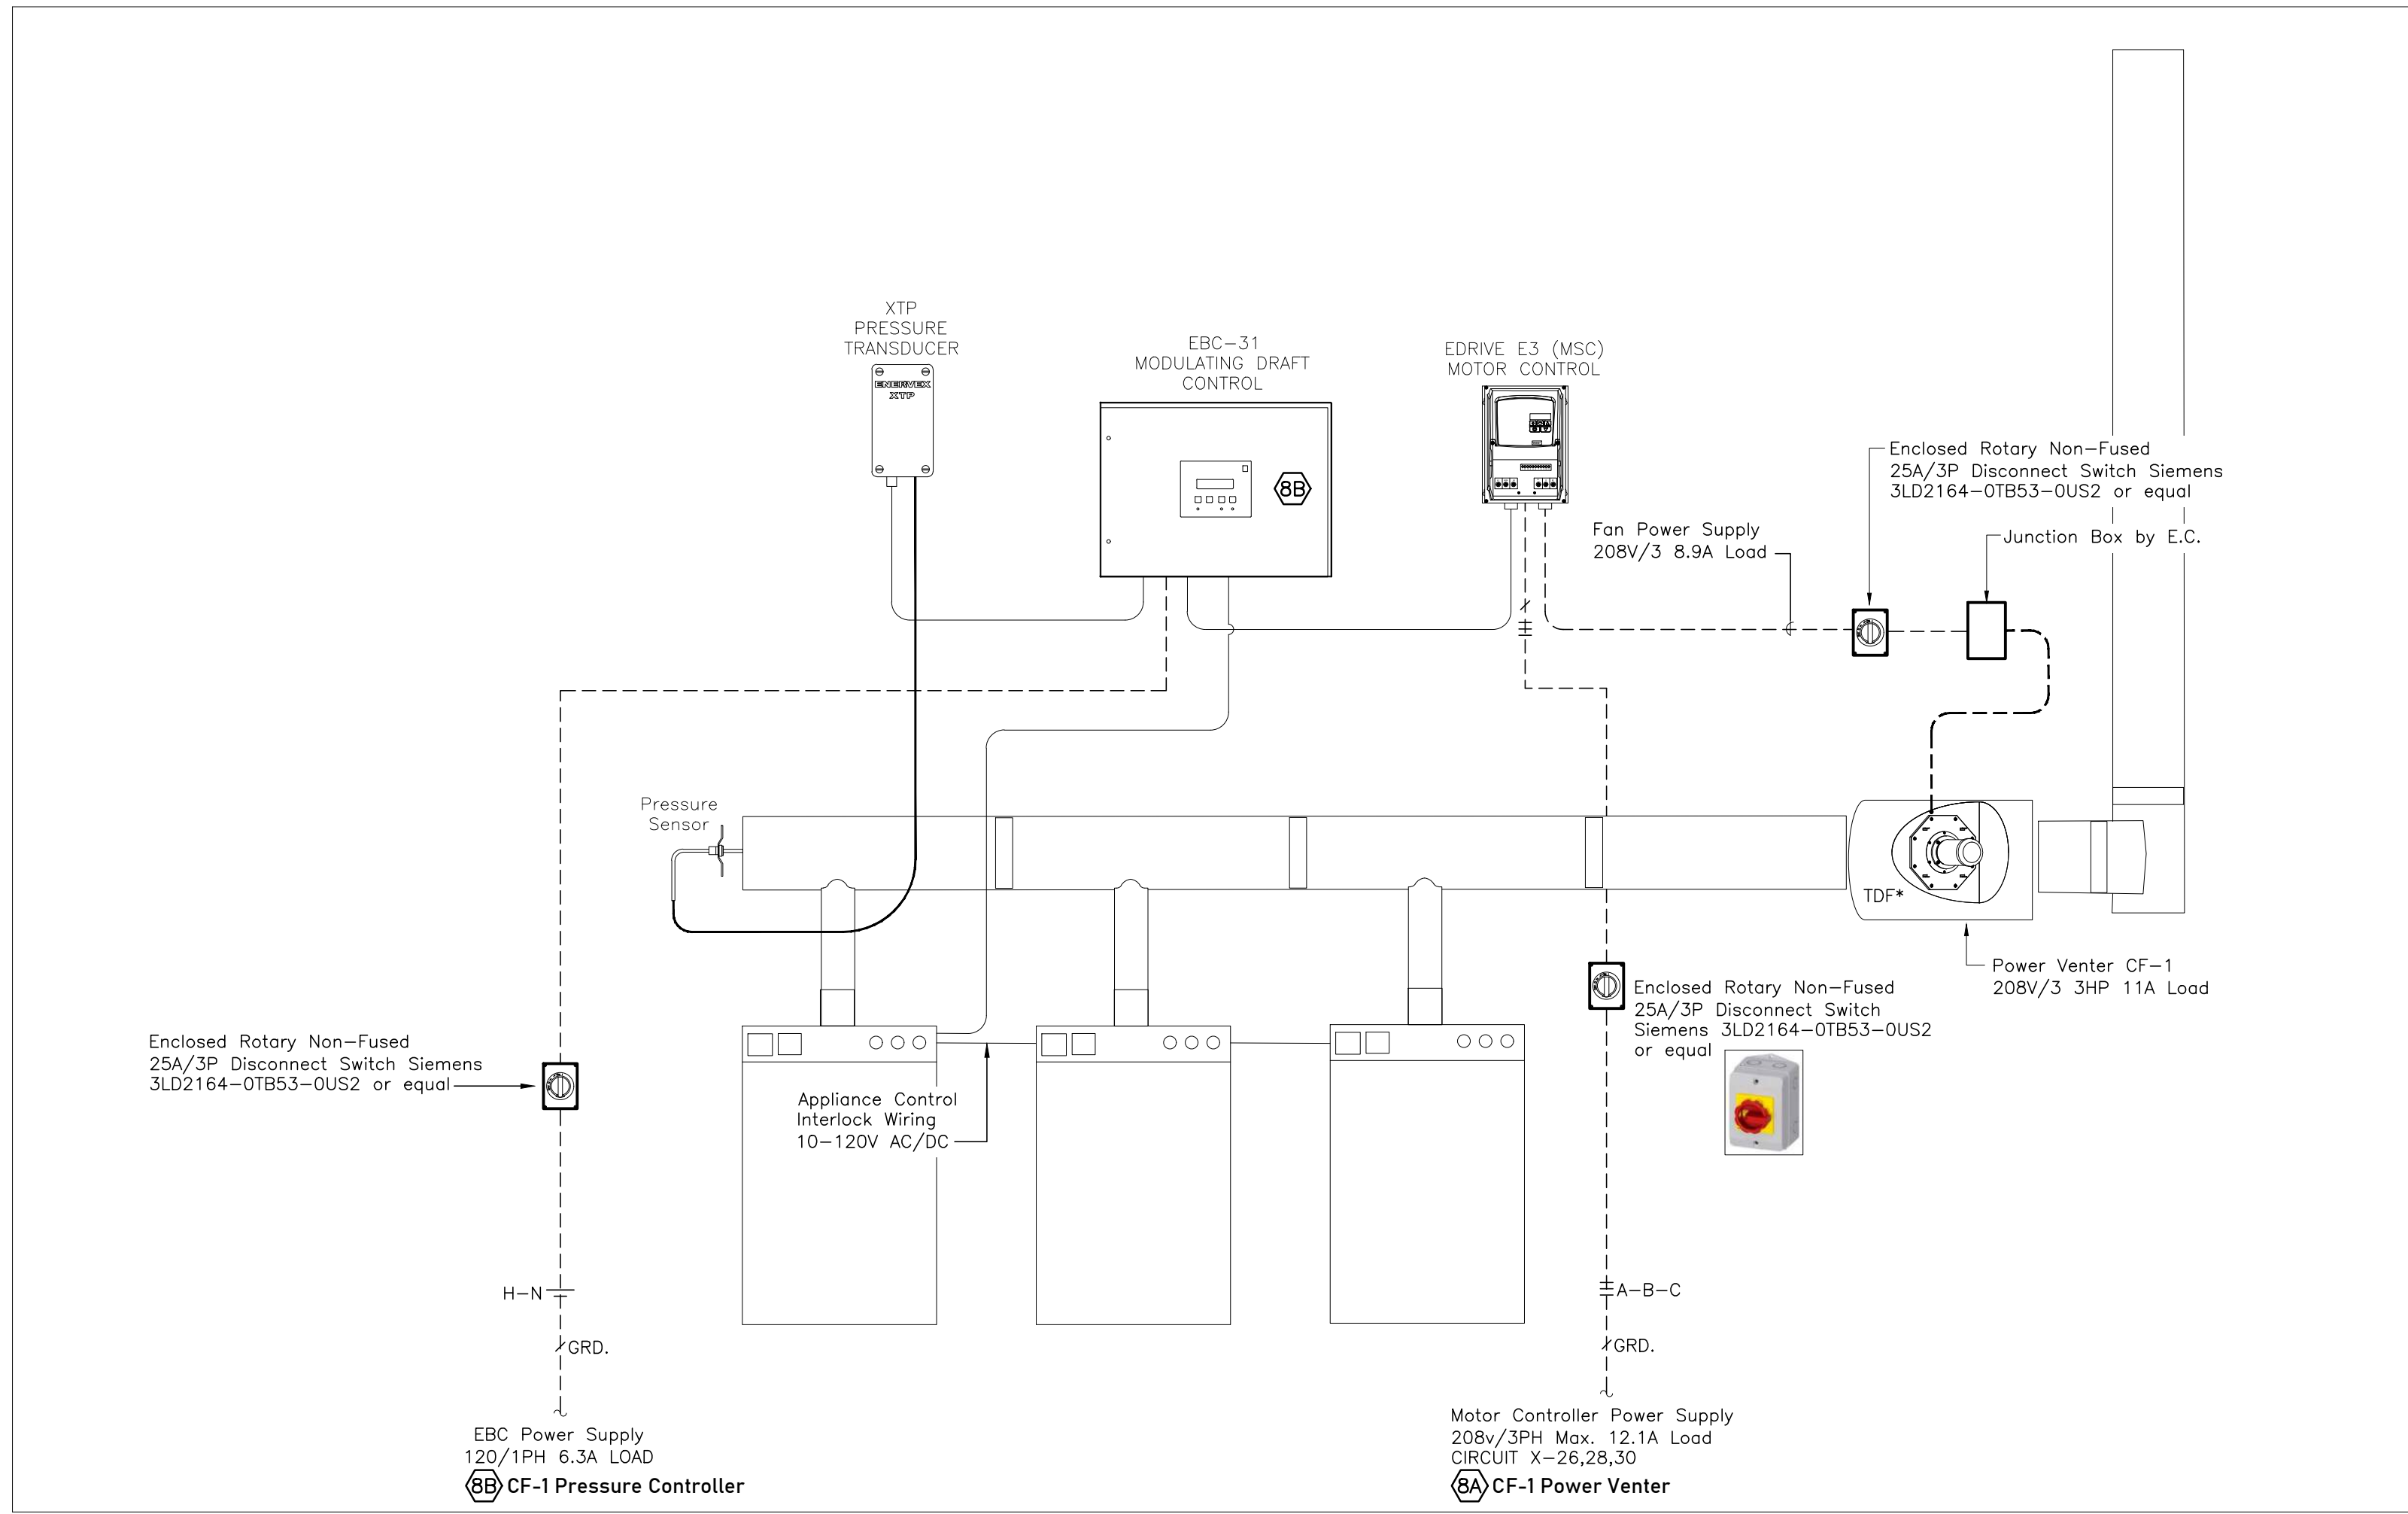 XTP
PRESSURE
TRANSDUCER
ENERVEX
XTP
EBC-31
MODULATING DRAFT
CONTROL
8B
EDRIVE E3 (MSC)
MOTOR CONTROL
Enclosed Rotary Non-Fused
25A/3P Disconnect Switch Siemens
3LD2164-0TB53-0US2 or equal
Fan Power Supply
208V/3 8.9A Load
Junction Box by E.C.
Pressure
Sensor
TDF*
Power Venter CF-1
208V/3 3HP 11A Load
Enclosed Rotary Non-Fused
25A/3P Disconnect Switch
Siemens 3LD2164-0TB53-0US2
or equal
Enclosed Rotary Non-Fused
25A/3P Disconnect Switch Siemens
3LD2164-0TB53-0US2 or equal
Appliance Control
Interlock Wiring
10-120V AC/DC
H-N
GRD.
A-B-C
GRD.
EBC Power Supply
120/1PH 6.3A LOAD
8B CF-1 Pressure Controller
Motor Controller Power Supply
208v/3PH Max. 12.1A Load
CIRCUIT X-26,28,30
8A CF-1 Power Venter